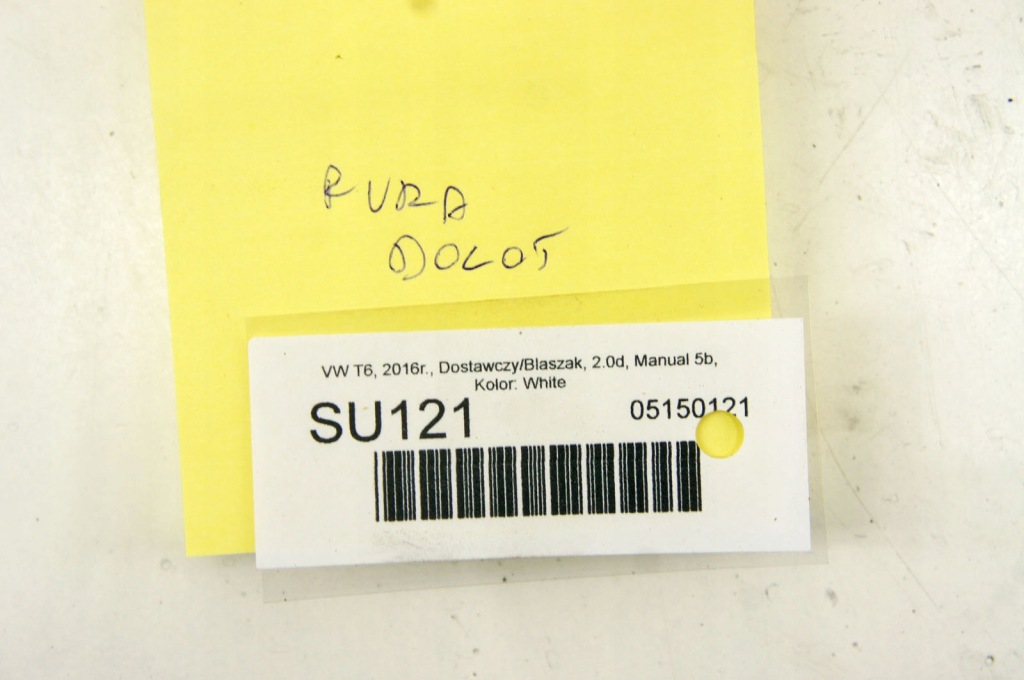 RURA
DOLOT
VW T6, 2016r., Dostawczy/Blaszak, 2.0d, Manual 5b,
Kolor: White
SU121
05150121